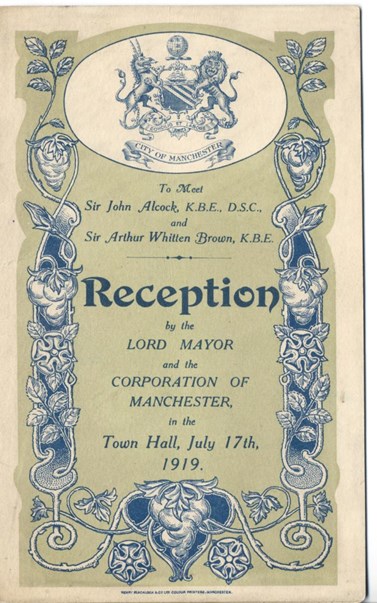 CITY OF MANCHESTER
To Meet
Sir John Alcock, K.B.E., D.S.C.,
and
Sir Arthur Whitten Brown, K.B.E.
Reception
by the
LORD MAYOR
and the
CORPORATION OF
MANCHESTER,
in the
Town Hall, July 17th,
1919.